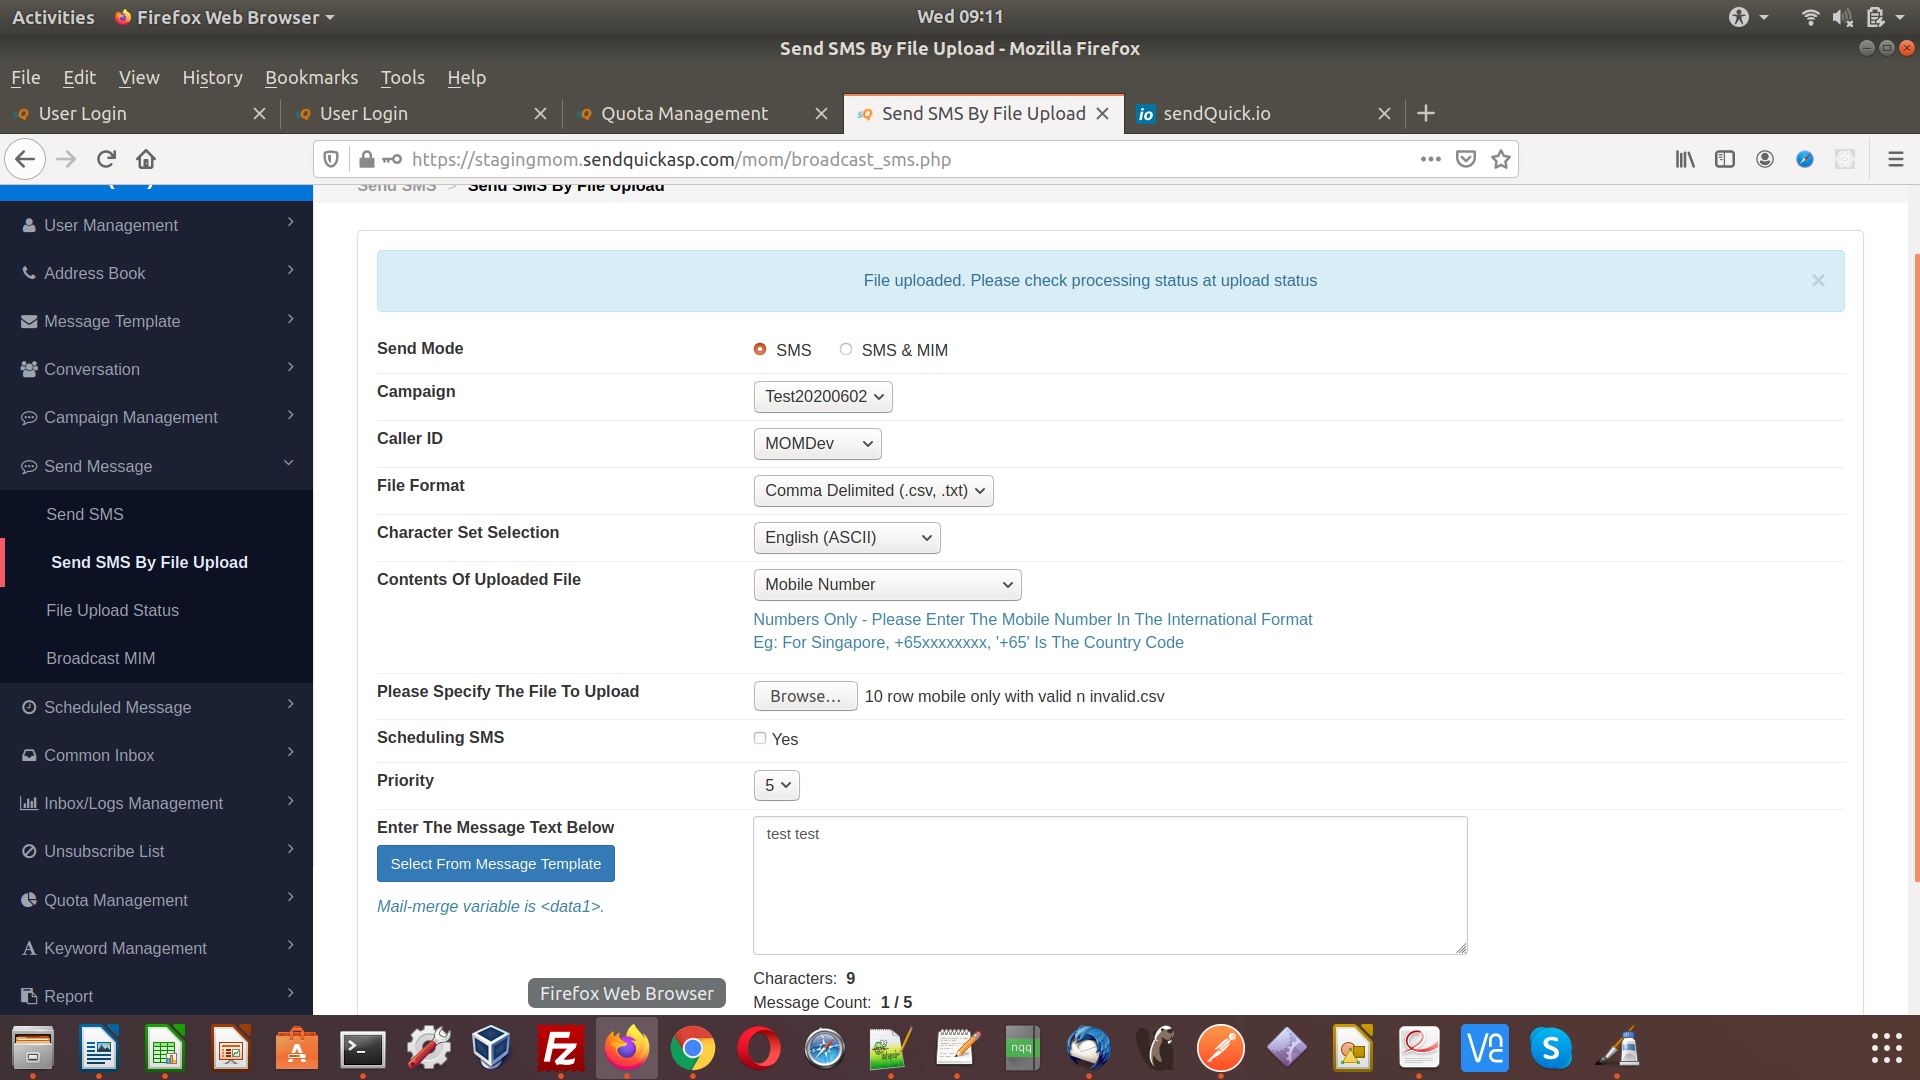 Activities Firefox Web Browser Wed 09:11
Send SMS By File Upload - Mozilla Firefox
File Edit View History Bookmarks Tools Help
sQ User Login sQ User Login sQ Quota Management sQ Send SMS By File Upload io sendQuick.io
https://stagingmom.sendquickasp.com/mom/broadcast_sms.php
Send SMS > Send SMS By File Upload
User Management
Address Book
Message Template
Conversation
Campaign Management
Send Message
Send SMS
Send SMS By File Upload
File Upload Status
Broadcast MIM
Scheduled Message
Common Inbox
Inbox/Logs Management
Unsubscribe List
Quota Management
Keyword Management
Report
File uploaded. Please check processing status at upload status
Send Mode SMS SMS & MIM
Campaign Test20200602
Caller ID MOMDev
File Format Comma Delimited (.csv, .txt)
Character Set Selection English (ASCII)
Contents Of Uploaded File Mobile Number
Numbers Only - Please Enter The Mobile Number In The International Format
Eg: For Singapore, +65xxxxxxxx, '+65' Is The Country Code
Please Specify The File To Upload Browse... 10 row mobile only with valid n invalid.csv
Scheduling SMS Yes
Priority 5
Enter The Message Text Below test test
Select From Message Template
Mail-merge variable is <data1>.
Characters: 9
Message Count: 1 / 5
Firefox Web Browser
nqq